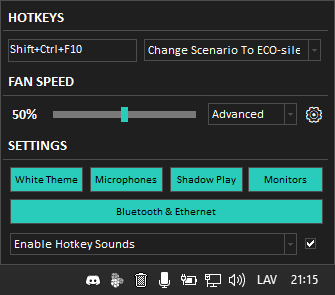 HOTKEYS
Shift+Ctrl+F10 Change Scenario To ECO-sile
FAN SPEED
50% Advanced
SETTINGS
White Theme Microphones Shadow Play Monitors
Bluetooth & Ethernet
Enable Hotkey Sounds
LAV 21:15